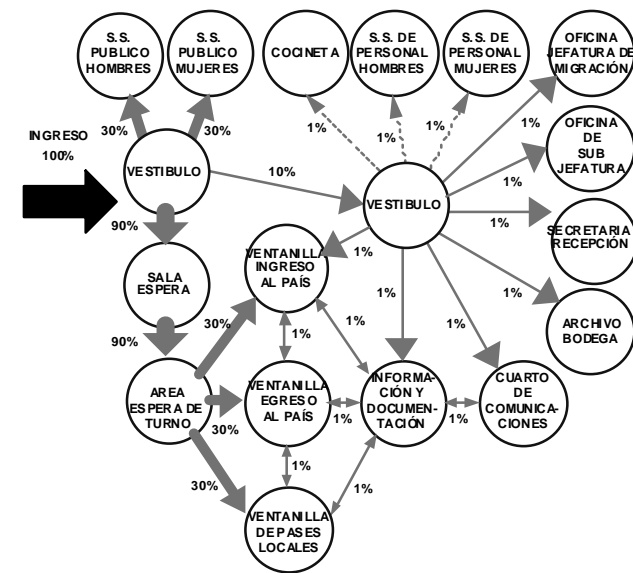 S.S.
PUBLICO
HOMBRES
S.S.
PUBLICO
MUJERES
COCINETA
S.S. DE
PERSONAL
HOMBRES
S.S. DE
PERSONAL
MUJERES
OFICINA
JEFATURA DE
MIGRACIÓN
INGRESO
100%
30%
30%
1%
1%
1%
1%
OFICINA
DE
SUB
JEFATURA
VESTIBULO
10%
VESTIBULO
1%
90%
1%
SECRETARIA
RECEPCIÓN
SALA
ESPERA
VENTANILLA
INGRESO
AL PAÍS
1%
1%
1%
1%
ARCHIVO
BODEGA
90%
30%
1%
1%
AREA
ESPERA DE
TURNO
30%
VENTANILLA
EGRESO
AL PAÍS
1%
INFORMA-
CIÓN Y
DOCUMEN-
TACIÓN
1%
CUARTO
DE
COMUNICA-
CIONES
30%
1%
1%
VENTANILLA
DE PASES
LOCALES